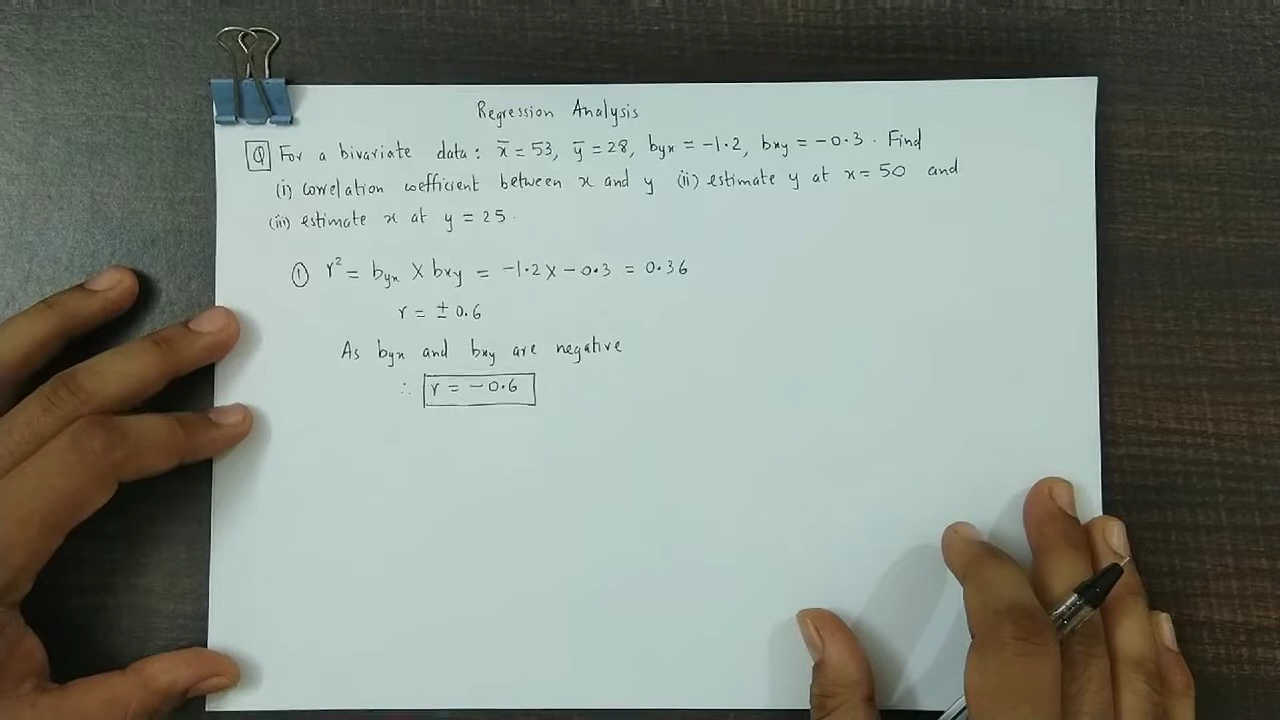 Regression Analysis
Q For a bivariate data: x̄ = 53, ȳ = 28, byx = -1.2, bxy = -0.3. Find
(i) correlation coefficient between x and y (ii) estimate y at x = 50 and
(iii) estimate x at y = 25.
① r² = byx × bxy = -1.2 × -0.3 = 0.36
r = ± 0.6
As byx and bxy are negative
∴ r = -0.6